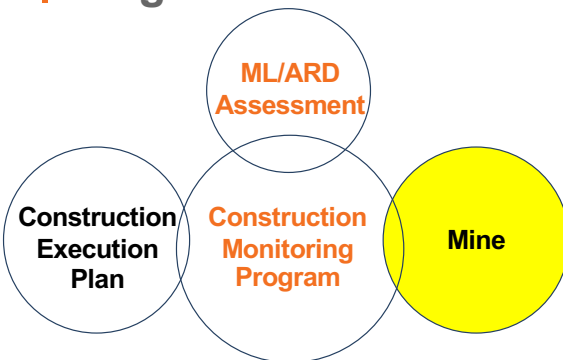 ML/ARD
Assessment
Construction
Execution
Plan
Construction
Monitoring
Program
Mine